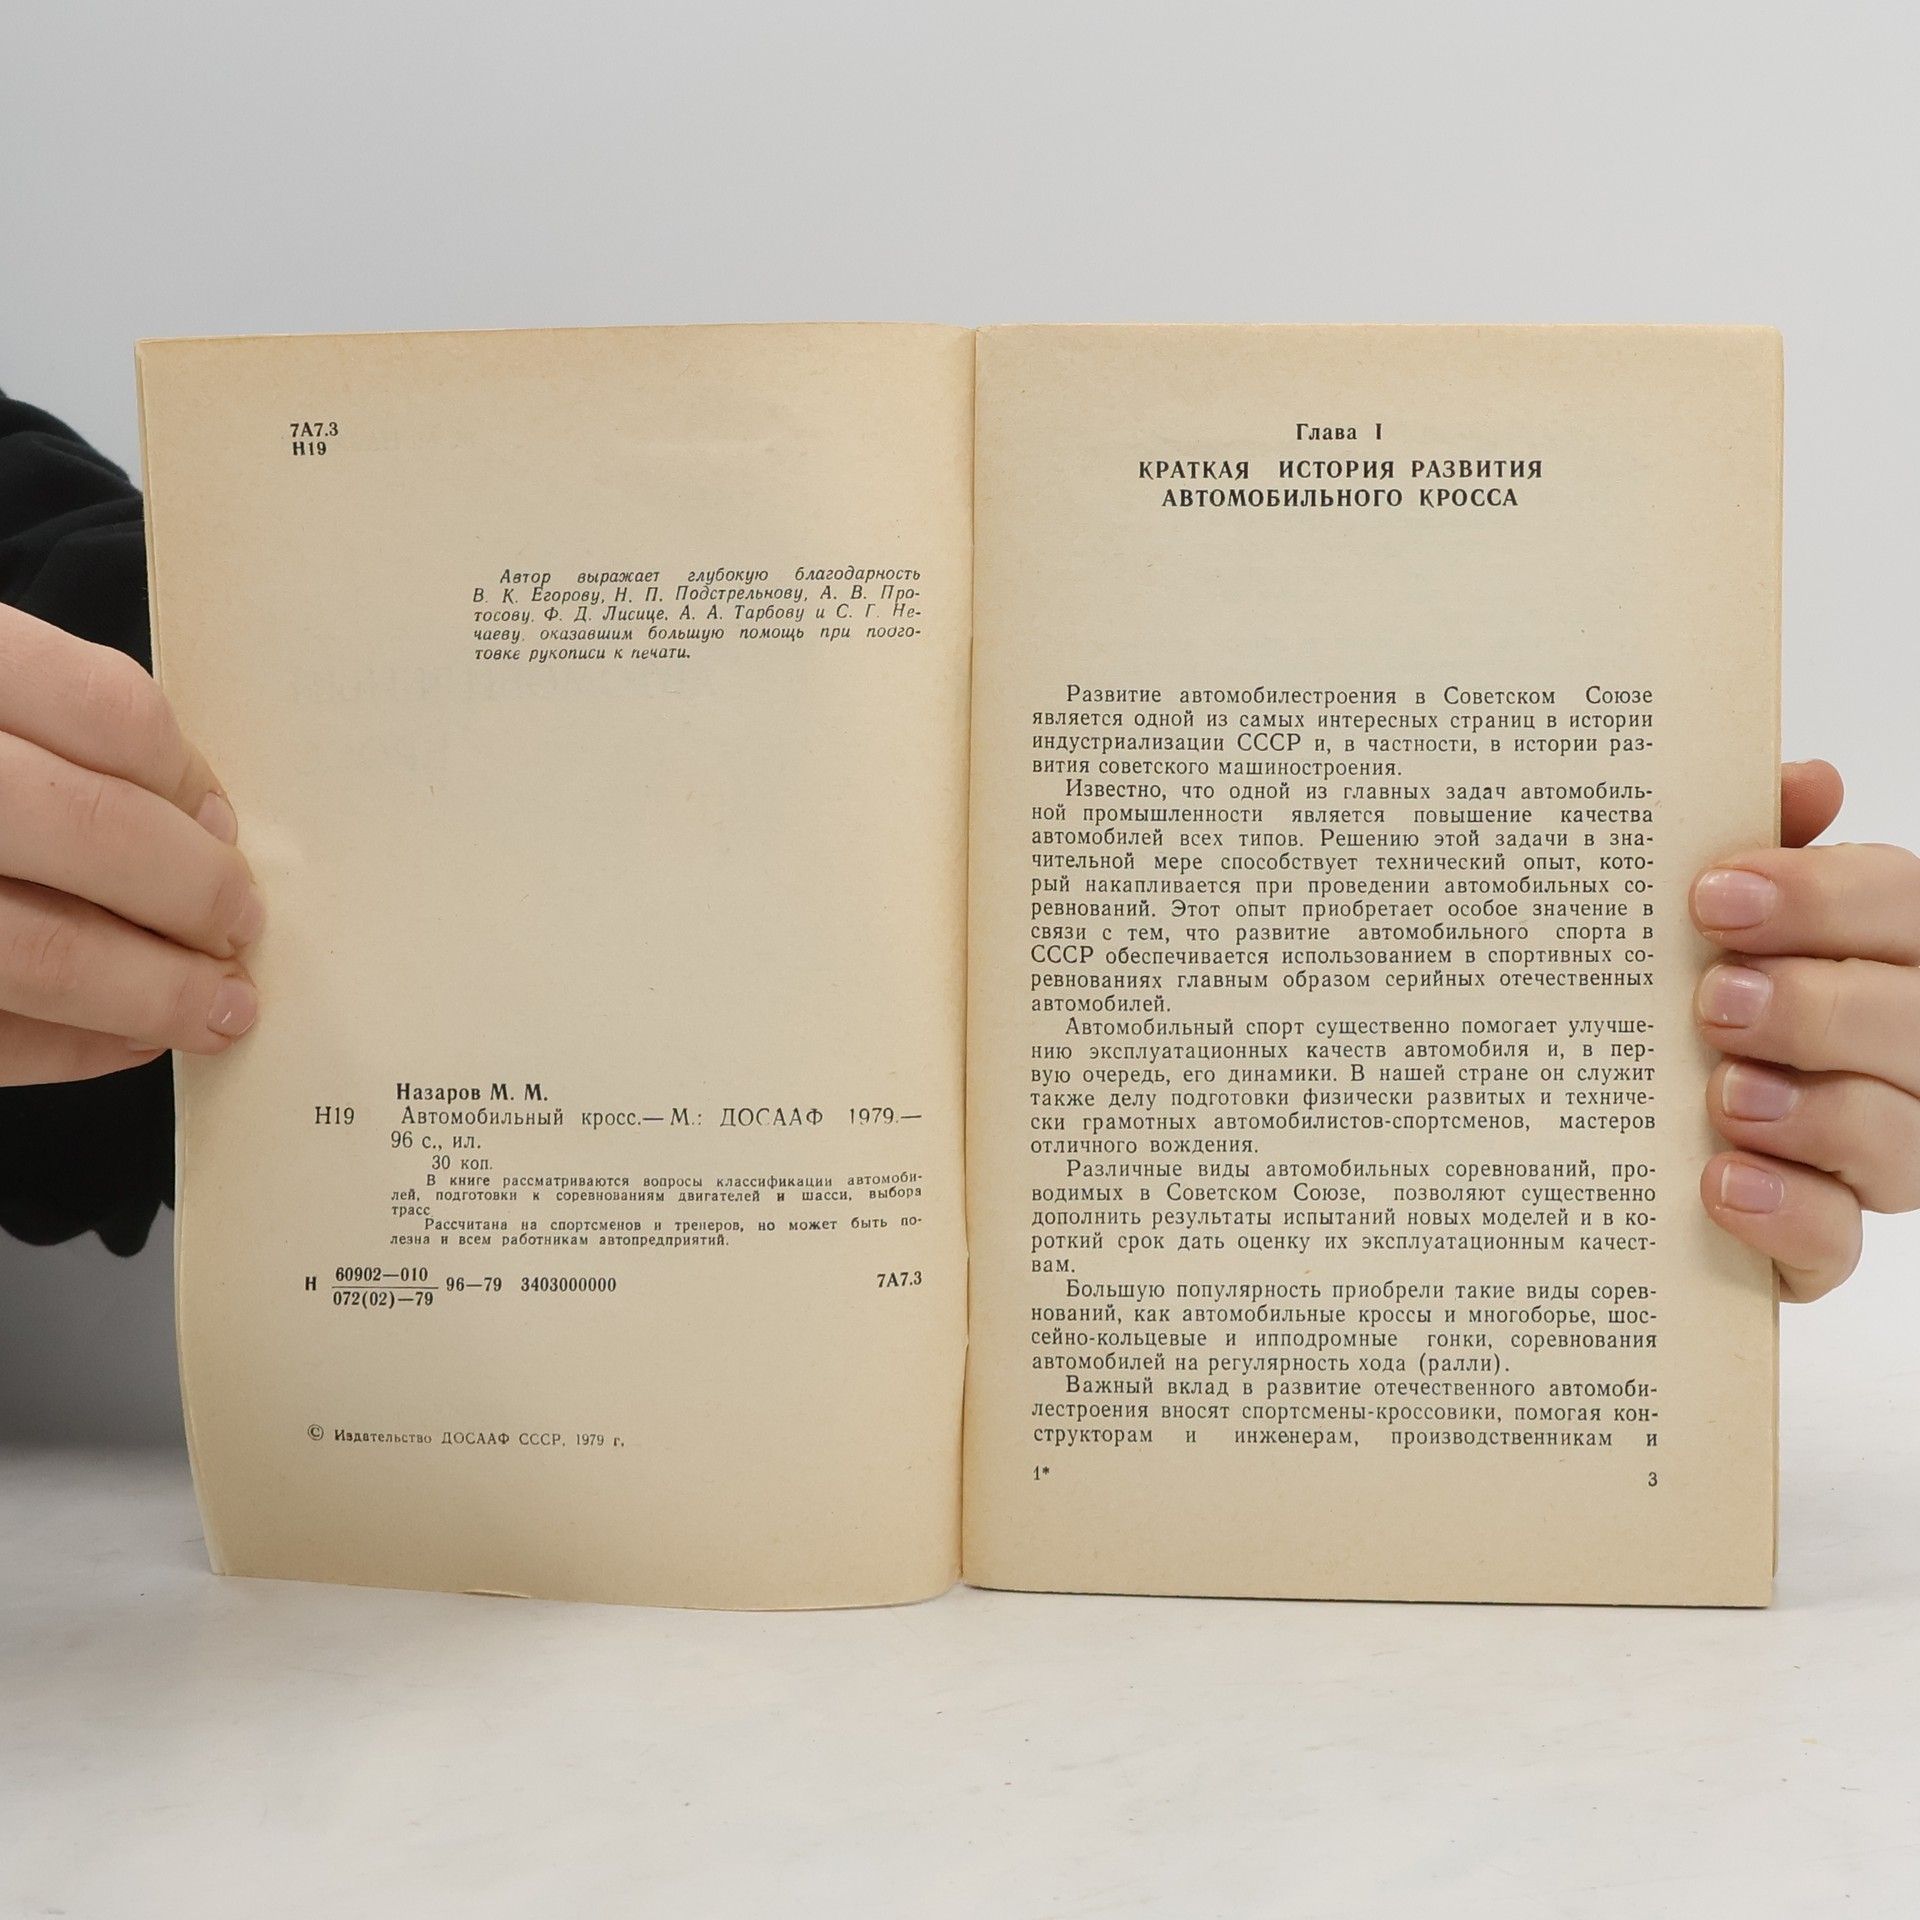 7А7.3
Н19
Автор выражает глубокую благодарность
В. К. Егорову, Н. П. Подстрельнову, А. В. Про-
тосову, Ф. Д. Лисице, А. А. Тарбову и С. Г. Не-
чаеву, оказавшим большую помощь при подго-
товке рукописи к печати.
Назаров М. М.
Н19 Автомобильный кросс.— М.: ДОСААФ 1979.—
96 с., ил.
30 коп.
В книге рассматриваются вопросы классификации автомоби-
лей, подготовки к соревнованиям двигателей и шасси, выбора
трасс
Рассчитана на спортсменов и тренеров, но может быть по-
лезна и всем работникам автопредприятий.
60902—010
Н 96—79 3403000000 7А7.3
072(02)—79
© Издательство ДОСААФ СССР, 1979 г,
Глава I
КРАТКАЯ ИСТОРИЯ РАЗВИТИЯ
АВТОМОБИЛЬНОГО КРОССА
Развитие автомобилестроения в Советском Союзе
является одной из самых интересных страниц в истории
индустриализации СССР и, в частности, в истории раз-
вития советского машиностроения.
Известно, что одной из главных задач автомобиль-
ной промышленности является повышение качества
автомобилей всех типов. Решению этой задачи в зна-
чительной мере способствует технический опыт, кото-
рый накапливается при проведении автомобильных со-
ревнований. Этот опыт приобретает особое значение в
связи с тем, что развитие автомобильного спорта в
СССР обеспечивается использованием в спортивных со-
ревнованиях главным образом серийных отечественных
автомобилей.
Автомобильный спорт существенно помогает улучше-
нию эксплуатационных качеств автомобиля и, в пер-
вую очередь, его динамики. В нашей стране он служит
также делу подготовки физически развитых и техниче-
ски грамотных автомобилистов-спортсменов, мастеров
отличного вождения.
Различные виды автомобильных соревнований, про-
водимых в Советском Союзе, позволяют существенно
дополнить результаты испытаний новых моделей и в ко-
роткий срок дать оценку их эксплуатационным качест-
вам.
Большую популярность приобрели такие виды сорев-
нований, как автомобильные кроссы и многоборье, шос-
сейно-кольцевые и ипподромные гонки, соревнования
автомобилей на регулярность хода (ралли).
Важный вклад в развитие отечественного автомоби-
лестроения вносят спортсмены-кроссовики, помогая кон-
структорам и инженерам, производственникам и
1* 3